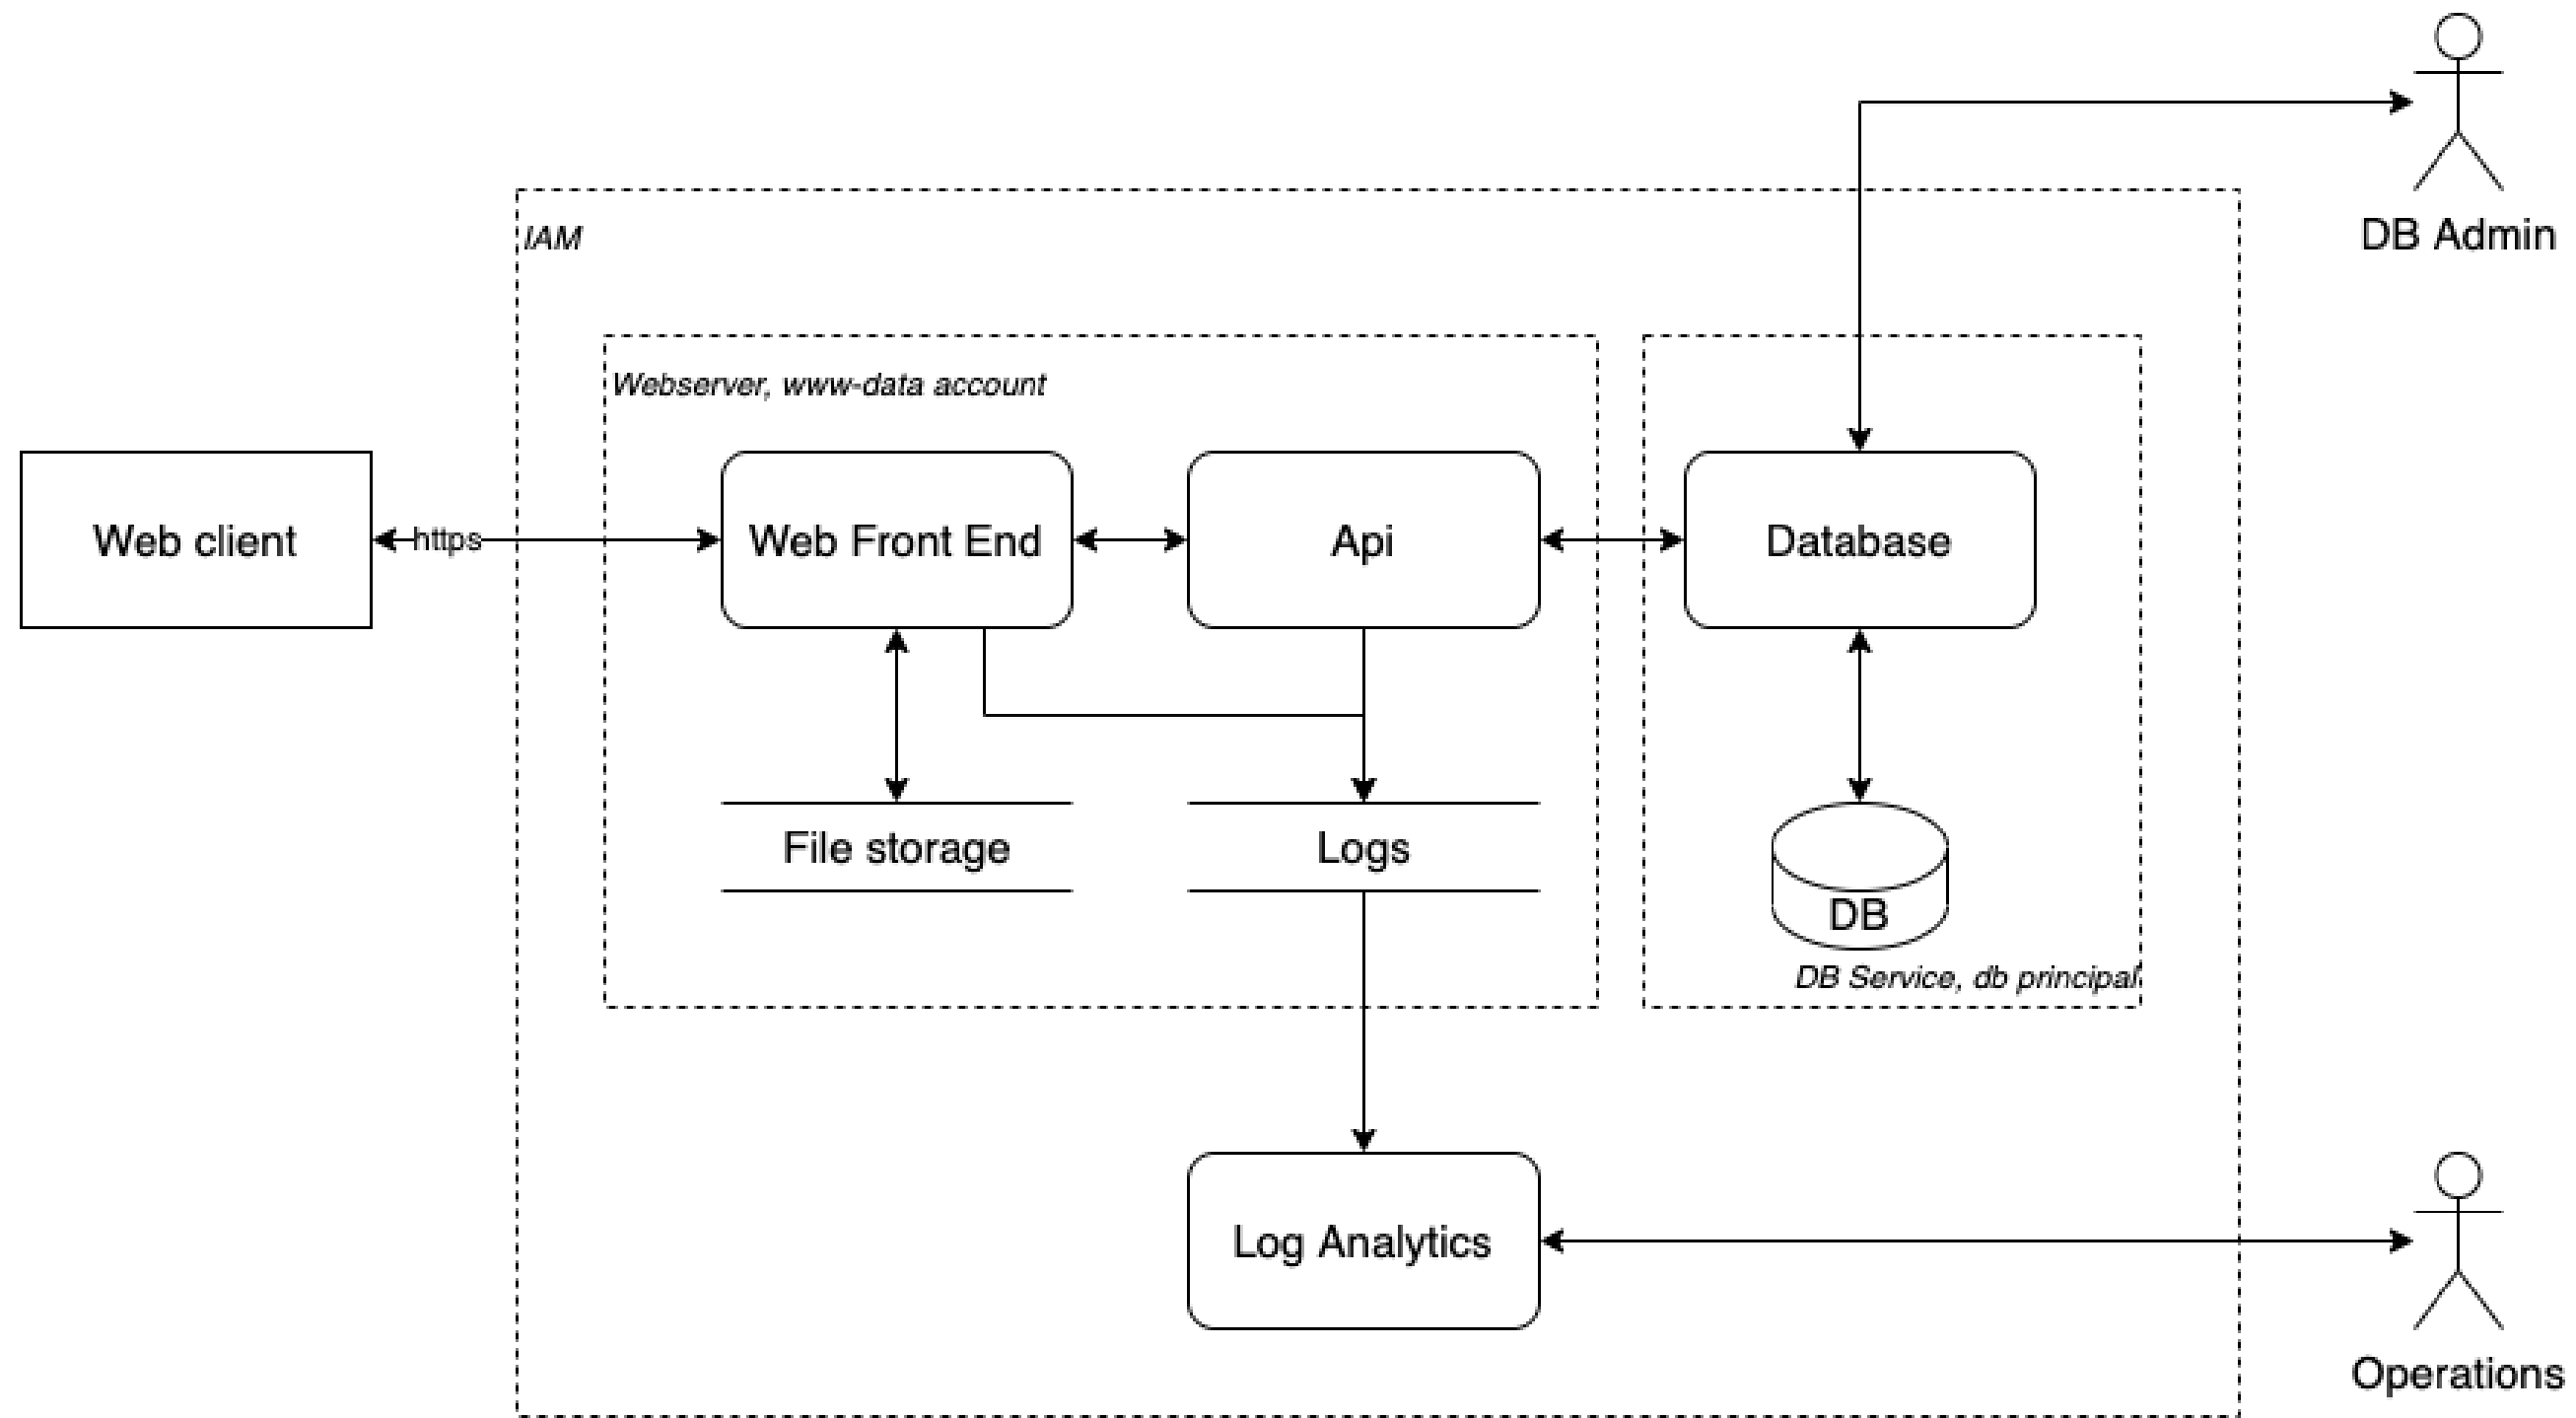 DB Admin
IAM
Webserver, www-data account
Web client
https
Web Front End
Api
Database
File storage
Logs
DB
DB Service, db principal
Log Analytics
Operations